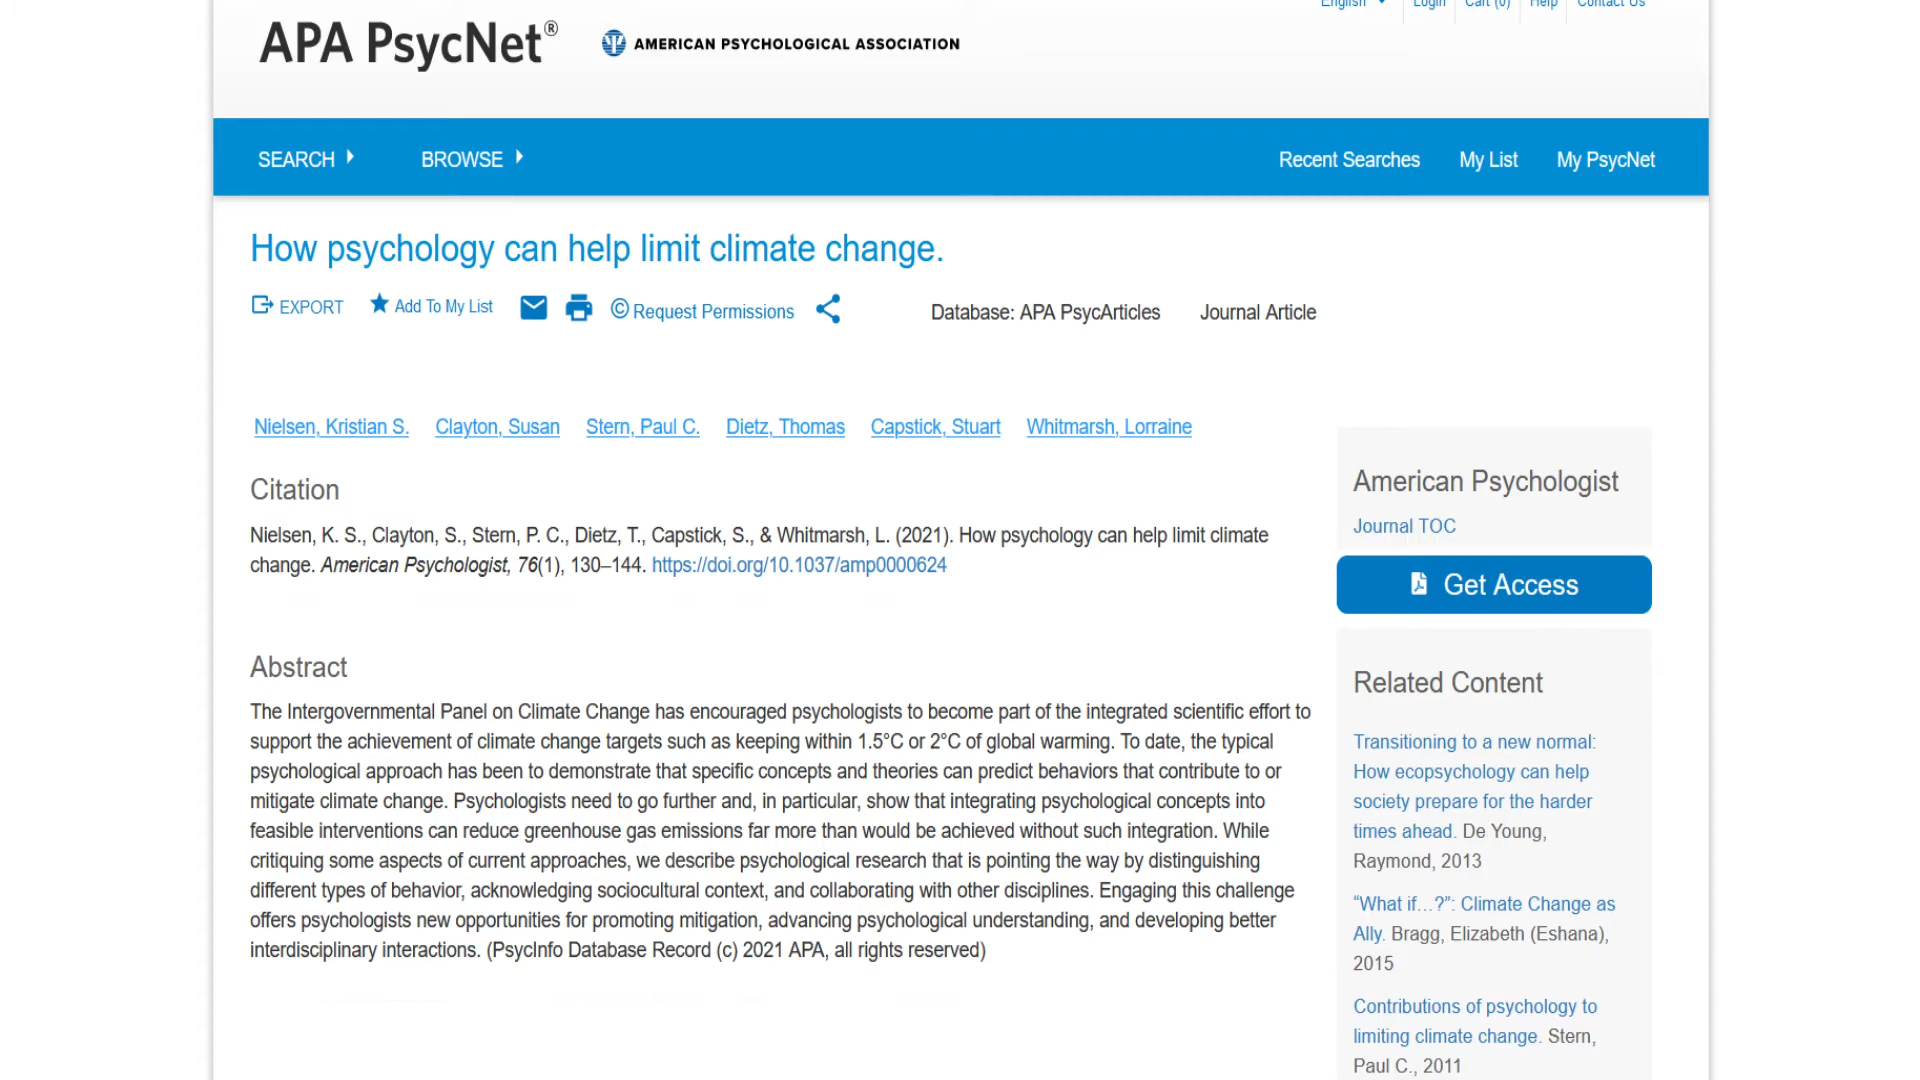 English Login Cart (0) Help Contact Us
APA PsycNet® AMERICAN PSYCHOLOGICAL ASSOCIATION
SEARCH BROWSE Recent Searches My List My PsycNet
How psychology can help limit climate change.
EXPORT Add To My List © Request Permissions Database: APA PsycArticles Journal Article
Nielsen, Kristian S. Clayton, Susan Stern, Paul C. Dietz, Thomas Capstick, Stuart Whitmarsh, Lorraine
Citation
Nielsen, K. S., Clayton, S., Stern, P. C., Dietz, T., Capstick, S., & Whitmarsh, L. (2021). How psychology can help limit climate
change. American Psychologist, 76(1), 130–144. https://doi.org/10.1037/amp0000624
Abstract
The Intergovernmental Panel on Climate Change has encouraged psychologists to become part of the integrated scientific effort to
support the achievement of climate change targets such as keeping within 1.5°C or 2°C of global warming. To date, the typical
psychological approach has been to demonstrate that specific concepts and theories can predict behaviors that contribute to or
mitigate climate change. Psychologists need to go further and, in particular, show that integrating psychological concepts into
feasible interventions can reduce greenhouse gas emissions far more than would be achieved without such integration. While
critiquing some aspects of current approaches, we describe psychological research that is pointing the way by distinguishing
different types of behavior, acknowledging sociocultural context, and collaborating with other disciplines. Engaging this challenge
offers psychologists new opportunities for promoting mitigation, advancing psychological understanding, and developing better
interdisciplinary interactions. (PsycInfo Database Record (c) 2021 APA, all rights reserved)
American Psychologist
Journal TOC
Get Access
Related Content
Transitioning to a new normal:
How ecopsychology can help
society prepare for the harder
times ahead. De Young,
Raymond, 2013
“What if…?”: Climate Change as
Ally. Bragg, Elizabeth (Eshana),
2015
Contributions of psychology to
limiting climate change. Stern,
Paul C., 2011